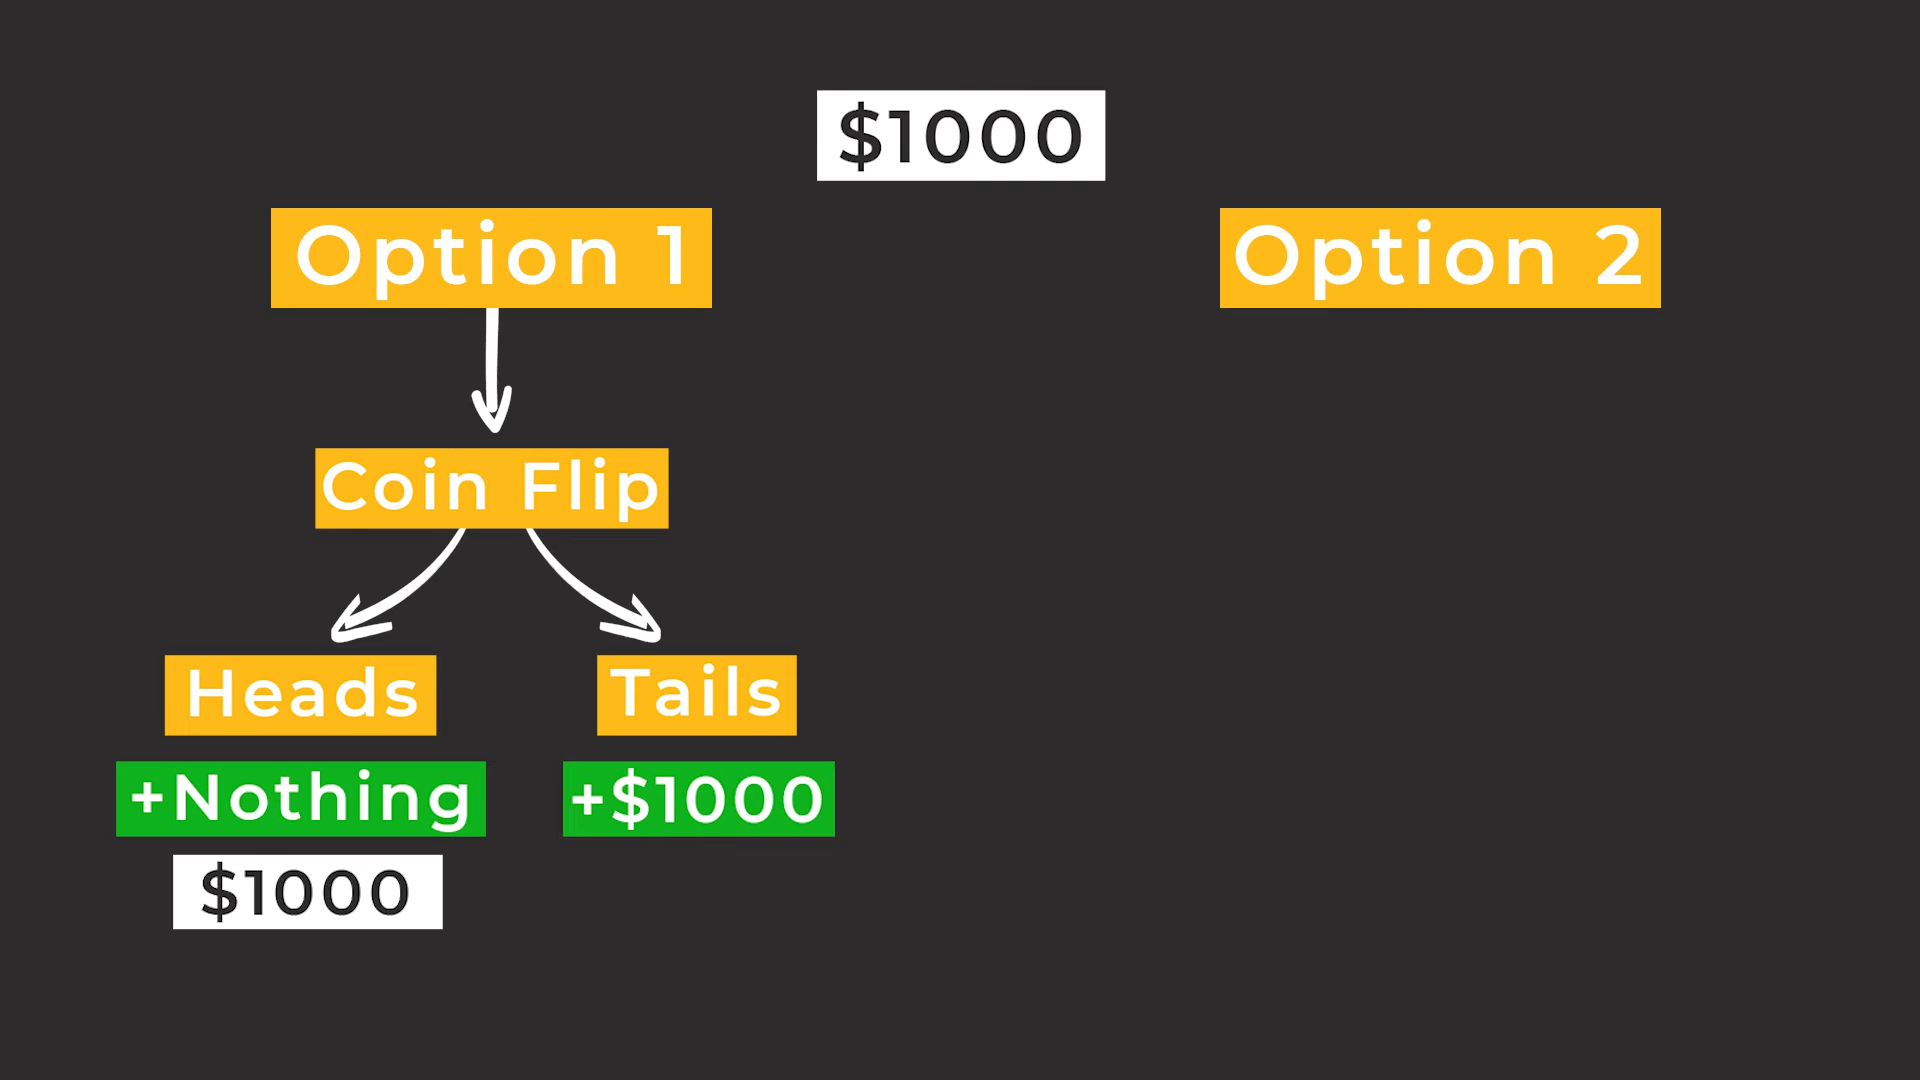 $1000
Option 1
Option 2
Coin Flip
Heads
Tails
+Nothing
+$1000
$1000